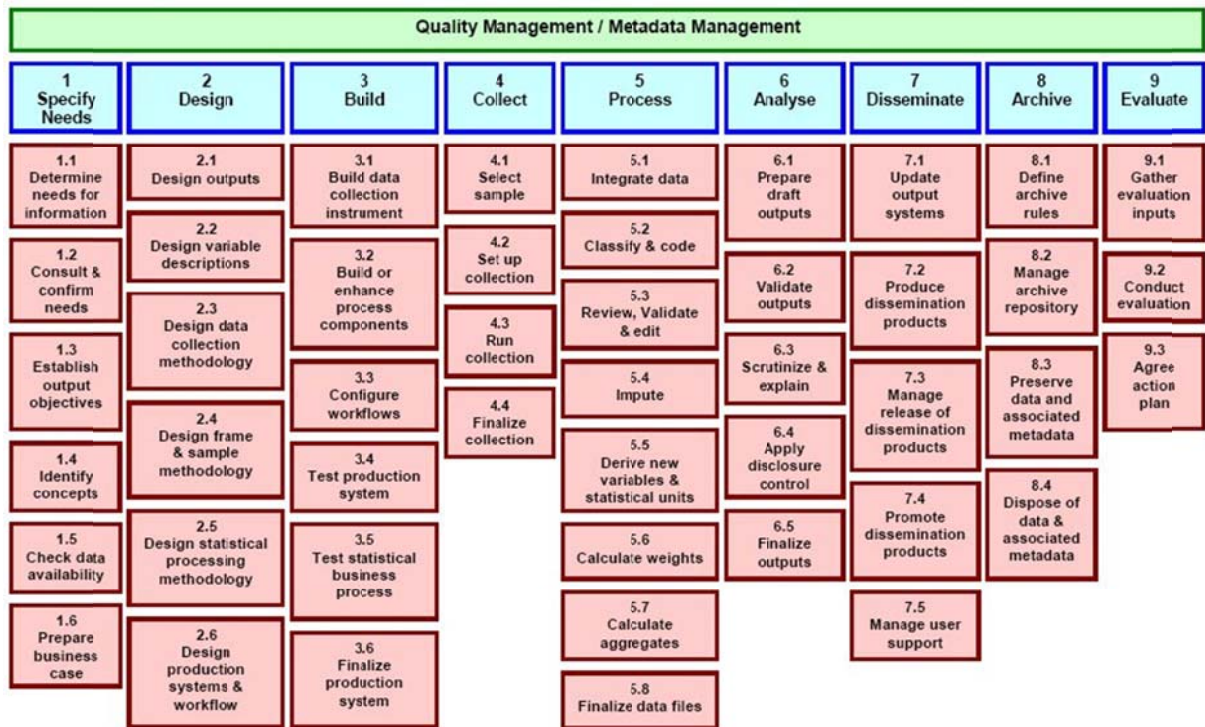 Quality Management / Metadata Management
1
Specify
Needs
2
Design
3
Build
4
Collect
5
Process
6
Analyse
7
Disseminate
8
Archive
9
Evaluate
1.1
Determine
needs for
information
1.2
Consult &
confirm
needs
1.3
Establish
output
objectives
1.4
Identify
concepts
1.5
Check data
availability
1.6
Prepare
business
case
2.1
Design outputs
2.2
Design variable
descriptions
2.3
Design data
collection
methodology
2.4
Design frame
& sample
methodology
2.5
Design statistical
processing
methodology
2.6
Design
production
systems &
workflow
3.1
Build data
collection
instrument
3.2
Build or
enhance
process
components
3.3
Configure
workflows
3.4
Test production
system
3.5
Test statistical
business
process
3.6
Finalize
production
system
4.1
Select
sample
4.2
Set up
collection
4.3
Run
collection
4.4
Finalize
collection
5.1
Integrate data
5.2
Classify & code
5.3
Review, Validate
& edit
5.4
Impute
5.5
Derive new
variables &
statistical units
5.6
Calculate weights
5.7
Calculate
aggregates
5.8
Finalize data files
6.1
Prepare
draft
outputs
6.2
Validate
outputs
6.3
Scrutinize &
explain
6.4
Apply
disclosure
control
6.5
Finalize
outputs
7.1
Update
output
systems
7.2
Produce
dissemination
products
7.3
Manage
release of
dissemination
products
7.4
Promote
dissemination
products
7.5
Manage user
support
8.1
Define
archive
rules
8.2
Manage
archive
repository
8.3
Preserve
data and
associated
metadata
8.4
Dispose of
data &
associated
metadata
9.1
Gather
evaluation
inputs
9.2
Conduct
evaluation
9.3
Agree
action
plan